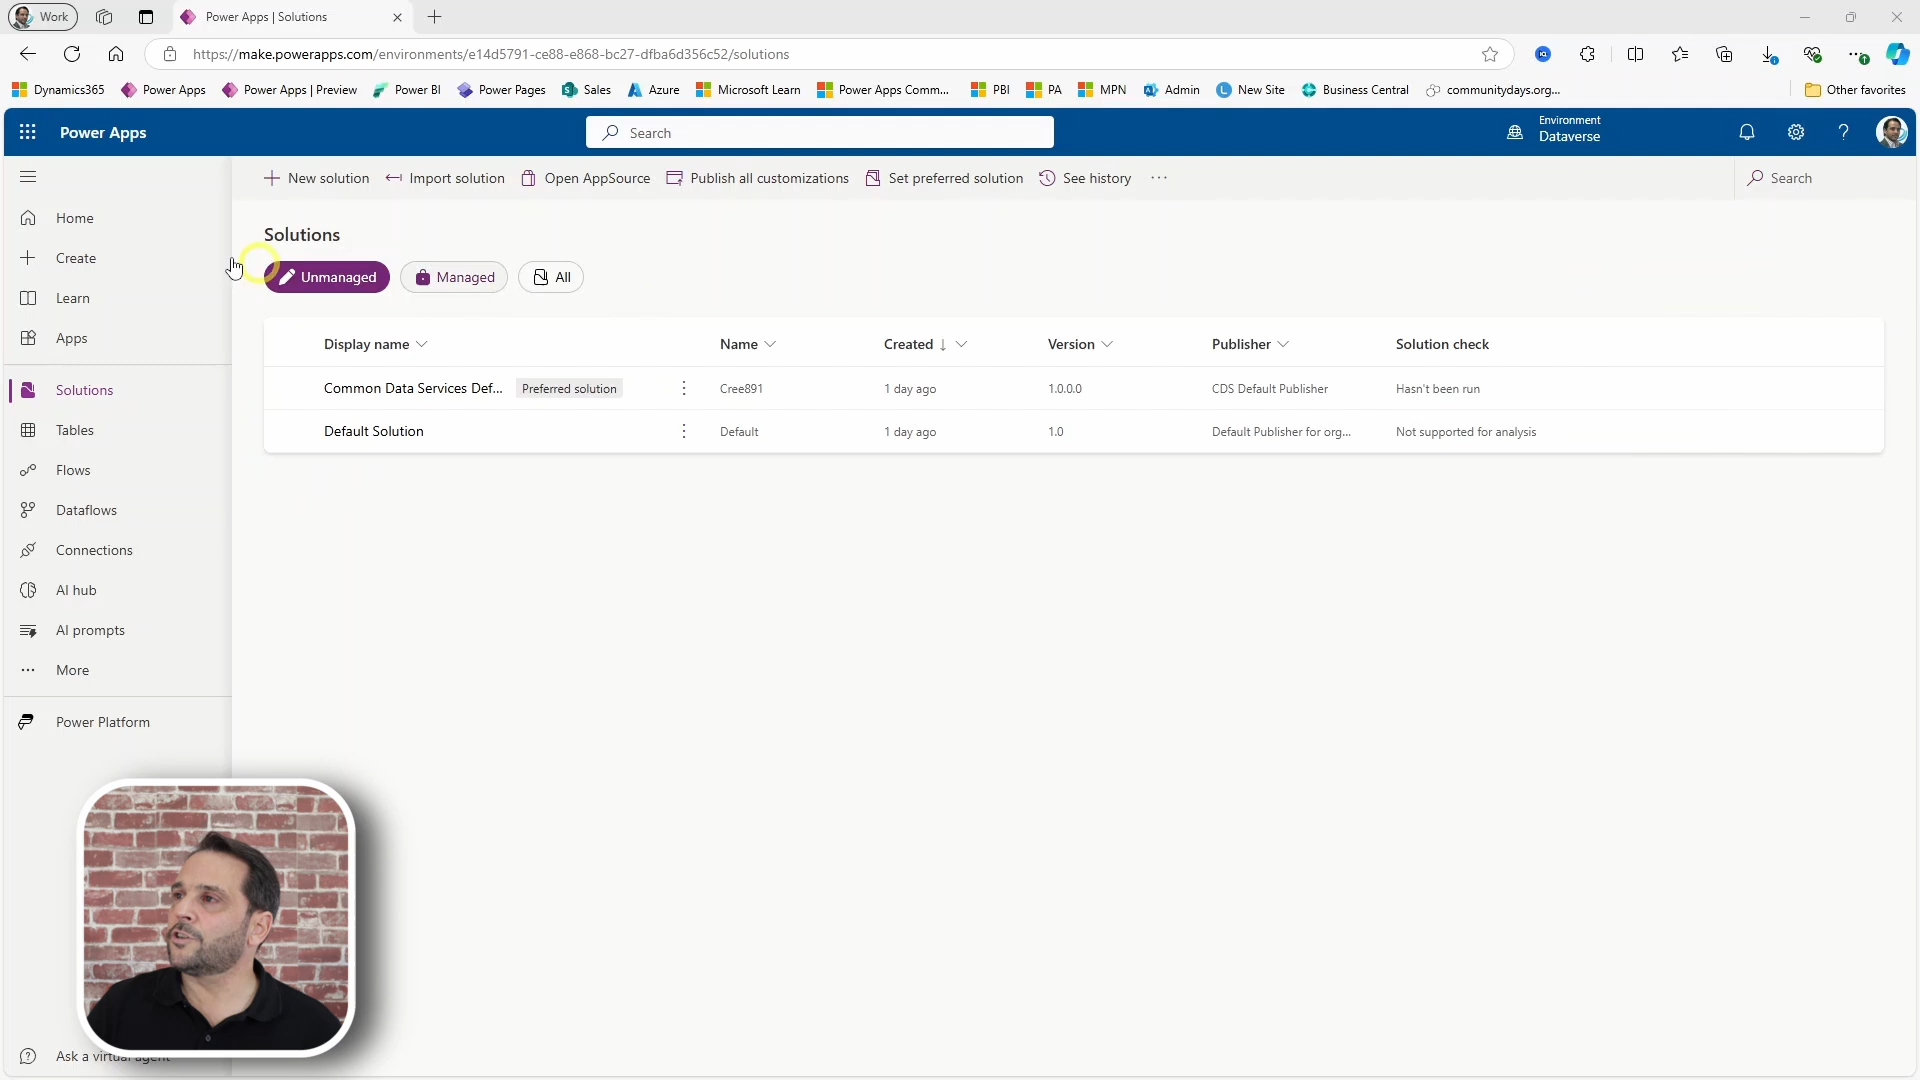 Work
Power Apps | Solutions
https://make.powerapps.com/environments/e14d5791-ce88-e868-bc27-dfba6d356c52/solutions
Dynamics365 Power Apps Power Apps | Preview Power BI Power Pages Sales Azure Microsoft Learn Power Apps Comm... PBI PA MPN Admin New Site Business Central communitydays.org... Other favorites
Power Apps
Search
Environment
Dataverse
New solution Import solution Open AppSource Publish all customizations Set preferred solution See history ... Search
Home
Create
Learn
Apps
Solutions
Tables
Flows
Dataflows
Connections
AI hub
AI prompts
More
Power Platform
Ask a virtual agent
Solutions
Unmanaged Managed All
Display name Name Created Version Publisher Solution check
Common Data Services Def... Preferred solution Cree891 1 day ago 1.0.0.0 CDS Default Publisher Hasn't been run
Default Solution Default 1 day ago 1.0 Default Publisher for org... Not supported for analysis